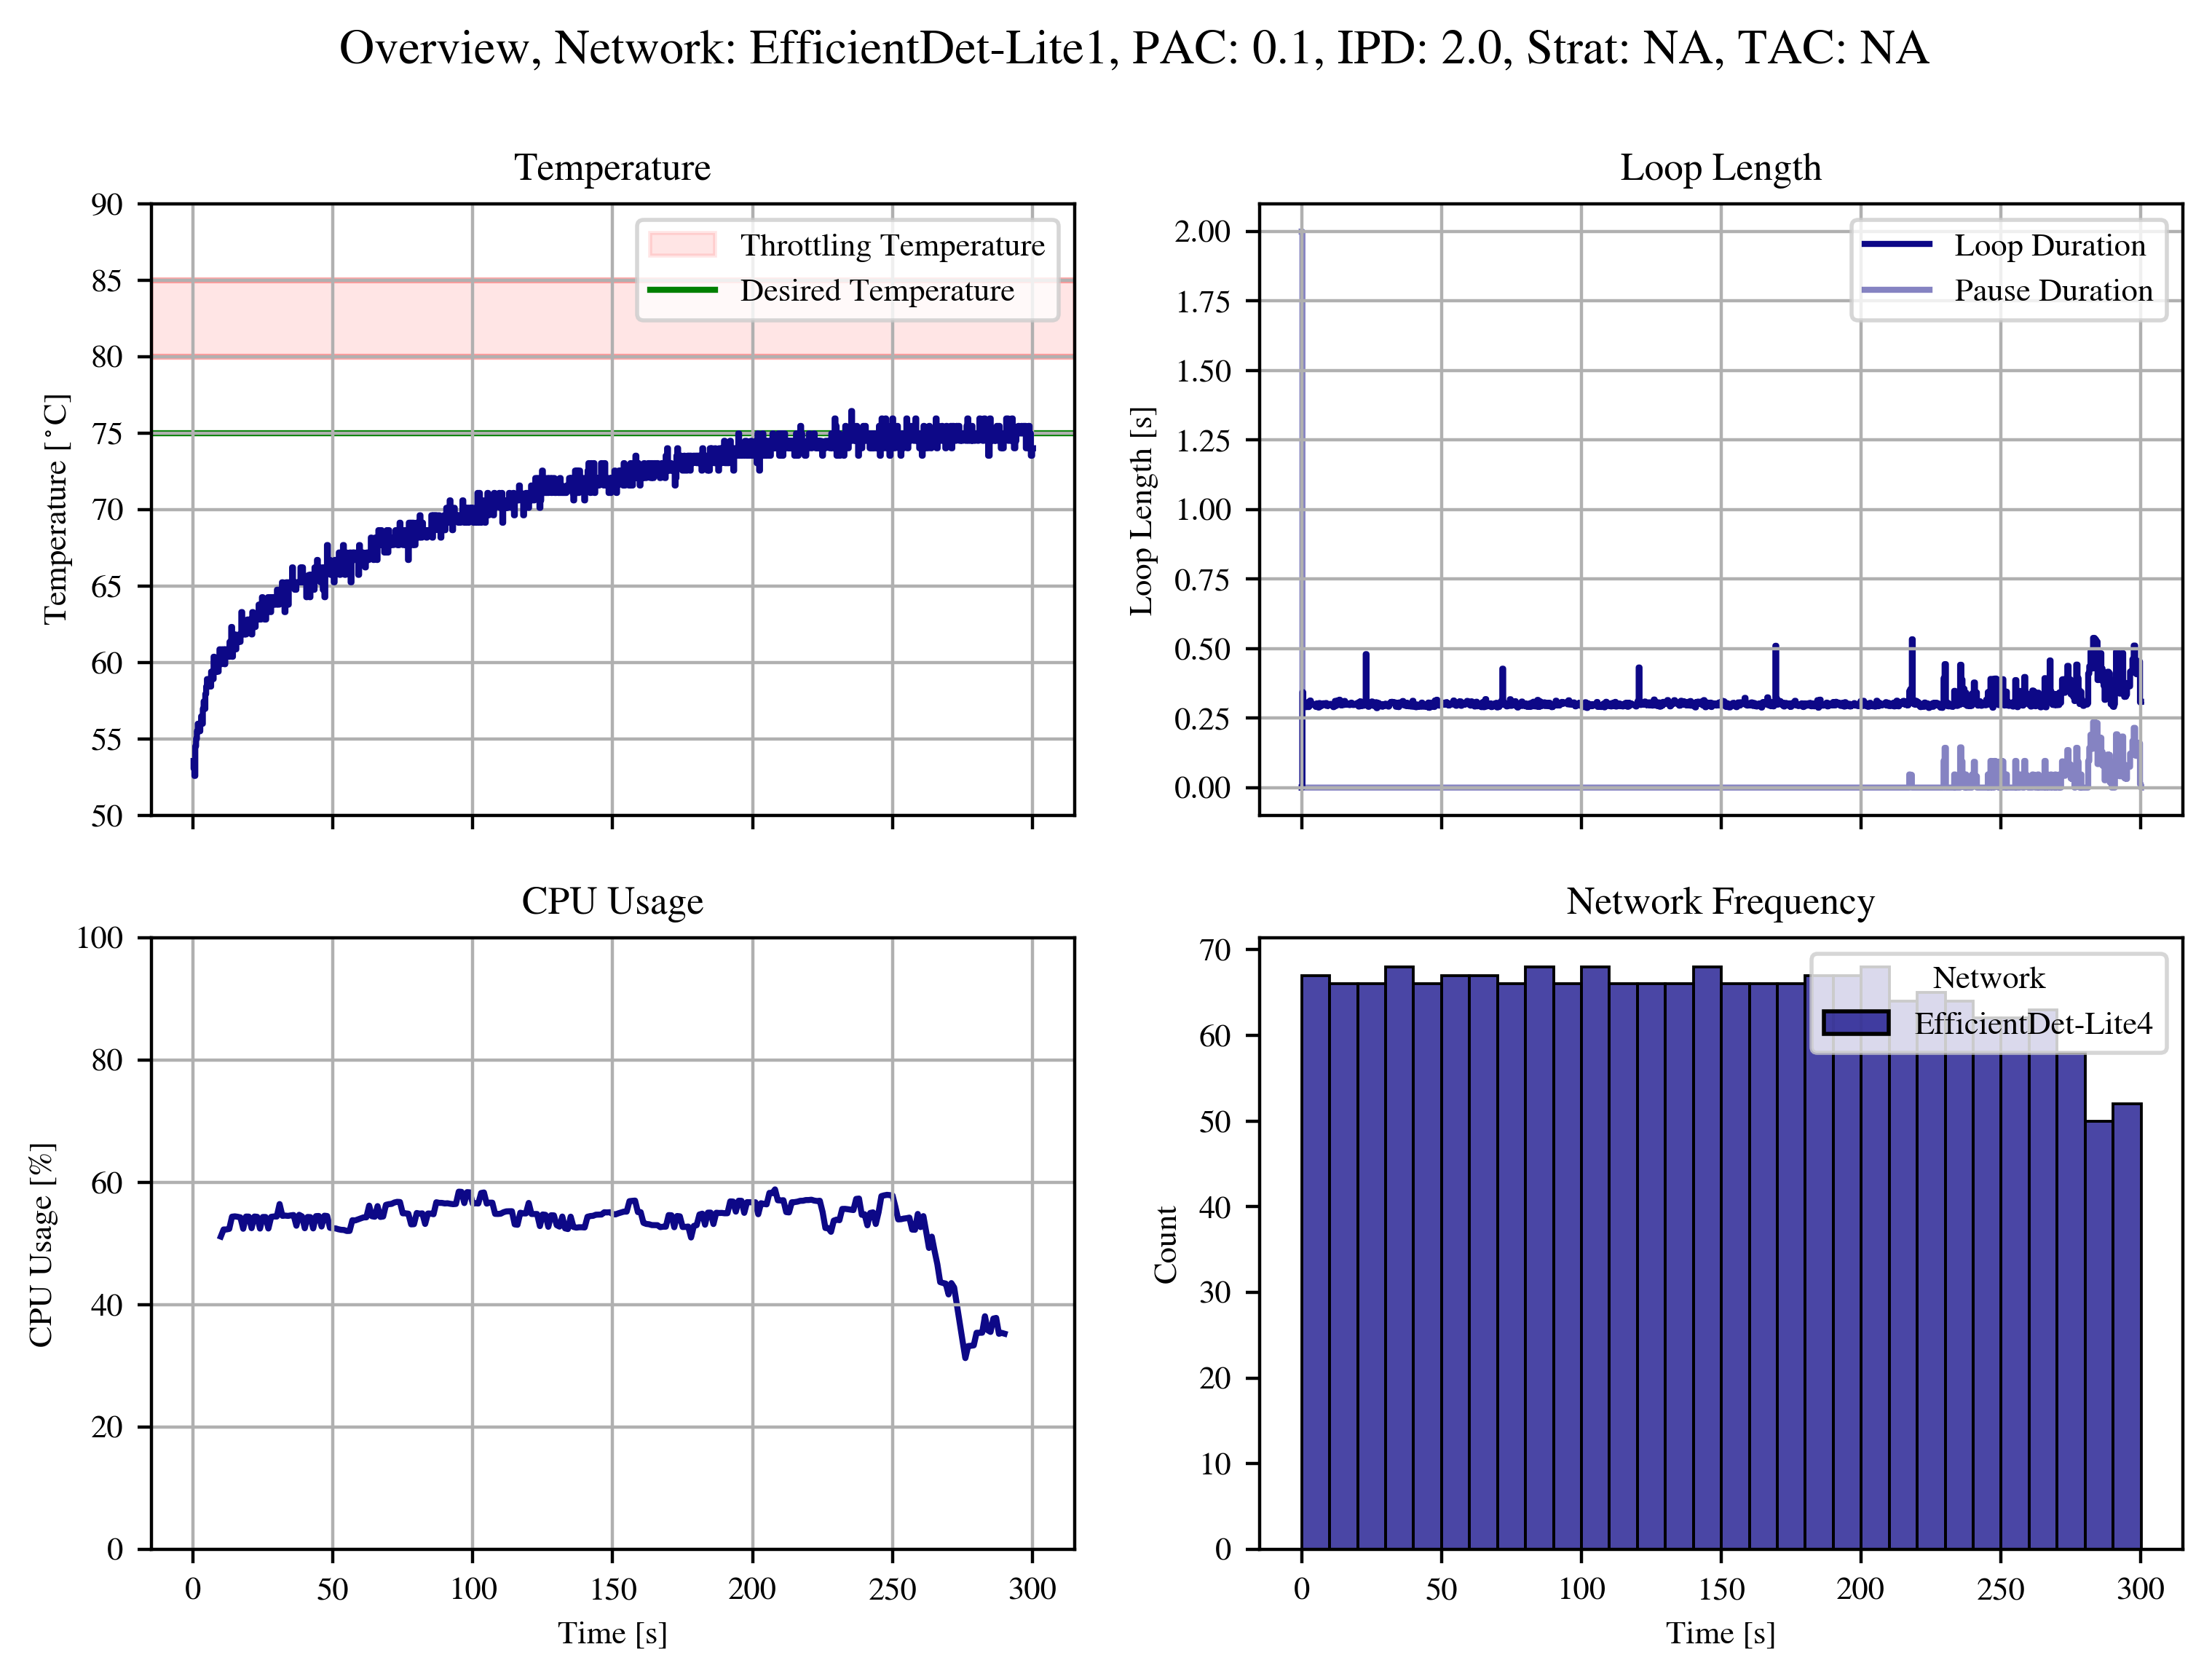 Overview, Network: EfficientDet-Lite1, PAC: 0.1, IPD: 2.0, Strat: NA, TAC: NA
Temperature
90
85
80
75
70
65
60
55
50
Temperature [°C]
Throttling Temperature
Desired Temperature
Loop Length
2.00
1.75
1.50
1.25
1.00
0.75
0.50
0.25
0.00
Loop Length [s]
Loop Duration
Pause Duration
CPU Usage
100
80
60
40
20
0
CPU Usage [%]
0 50 100 150 200 250 300
Time [s]
Network Frequency
70
60
50
40
30
20
10
0
Count
Network
EfficientDet-Lite4
0 50 100 150 200 250 300
Time [s]